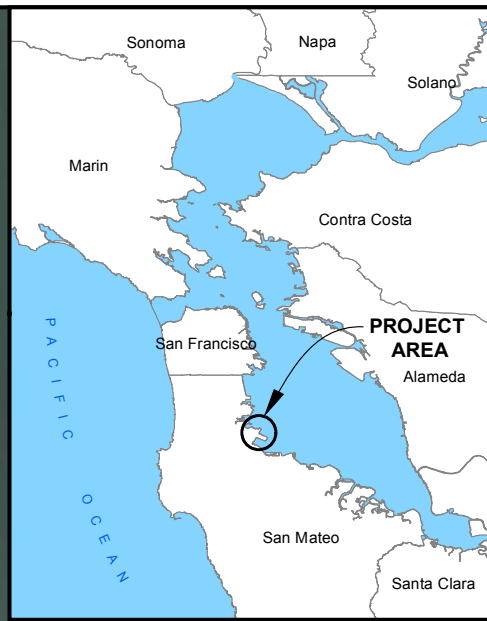 Sonoma
Napa
Solano
Marin
Contra Costa
PROJECT
AREA
San Francisco
Alameda
PACIFIC OCEAN
San Mateo
Santa Clara